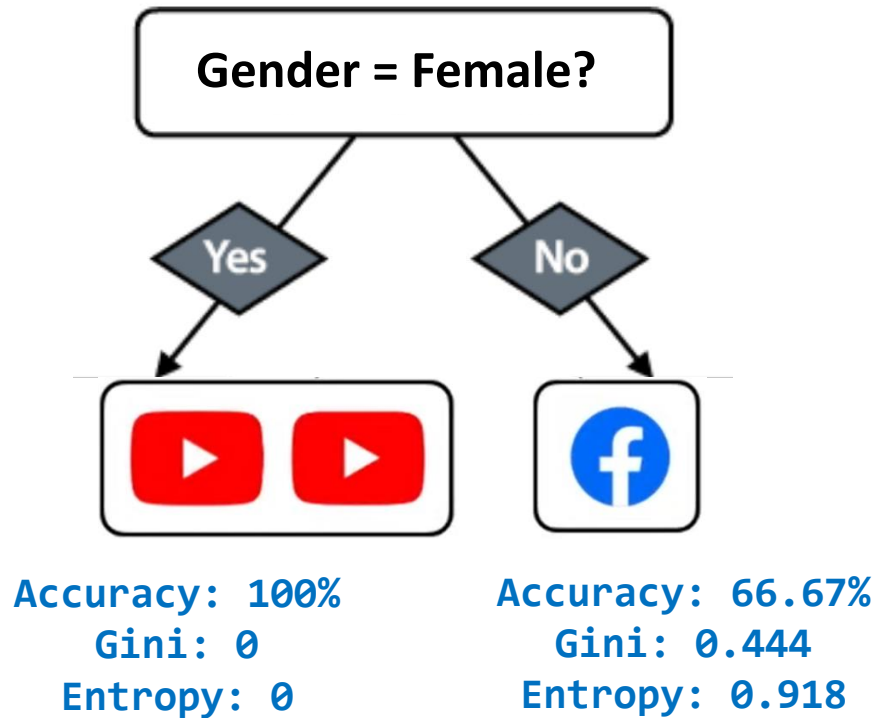 Gender = Female?
Yes
No
Accuracy: 100%
Gini: 0
Entropy: 0
Accuracy: 66.67%
Gini: 0.444
Entropy: 0.918